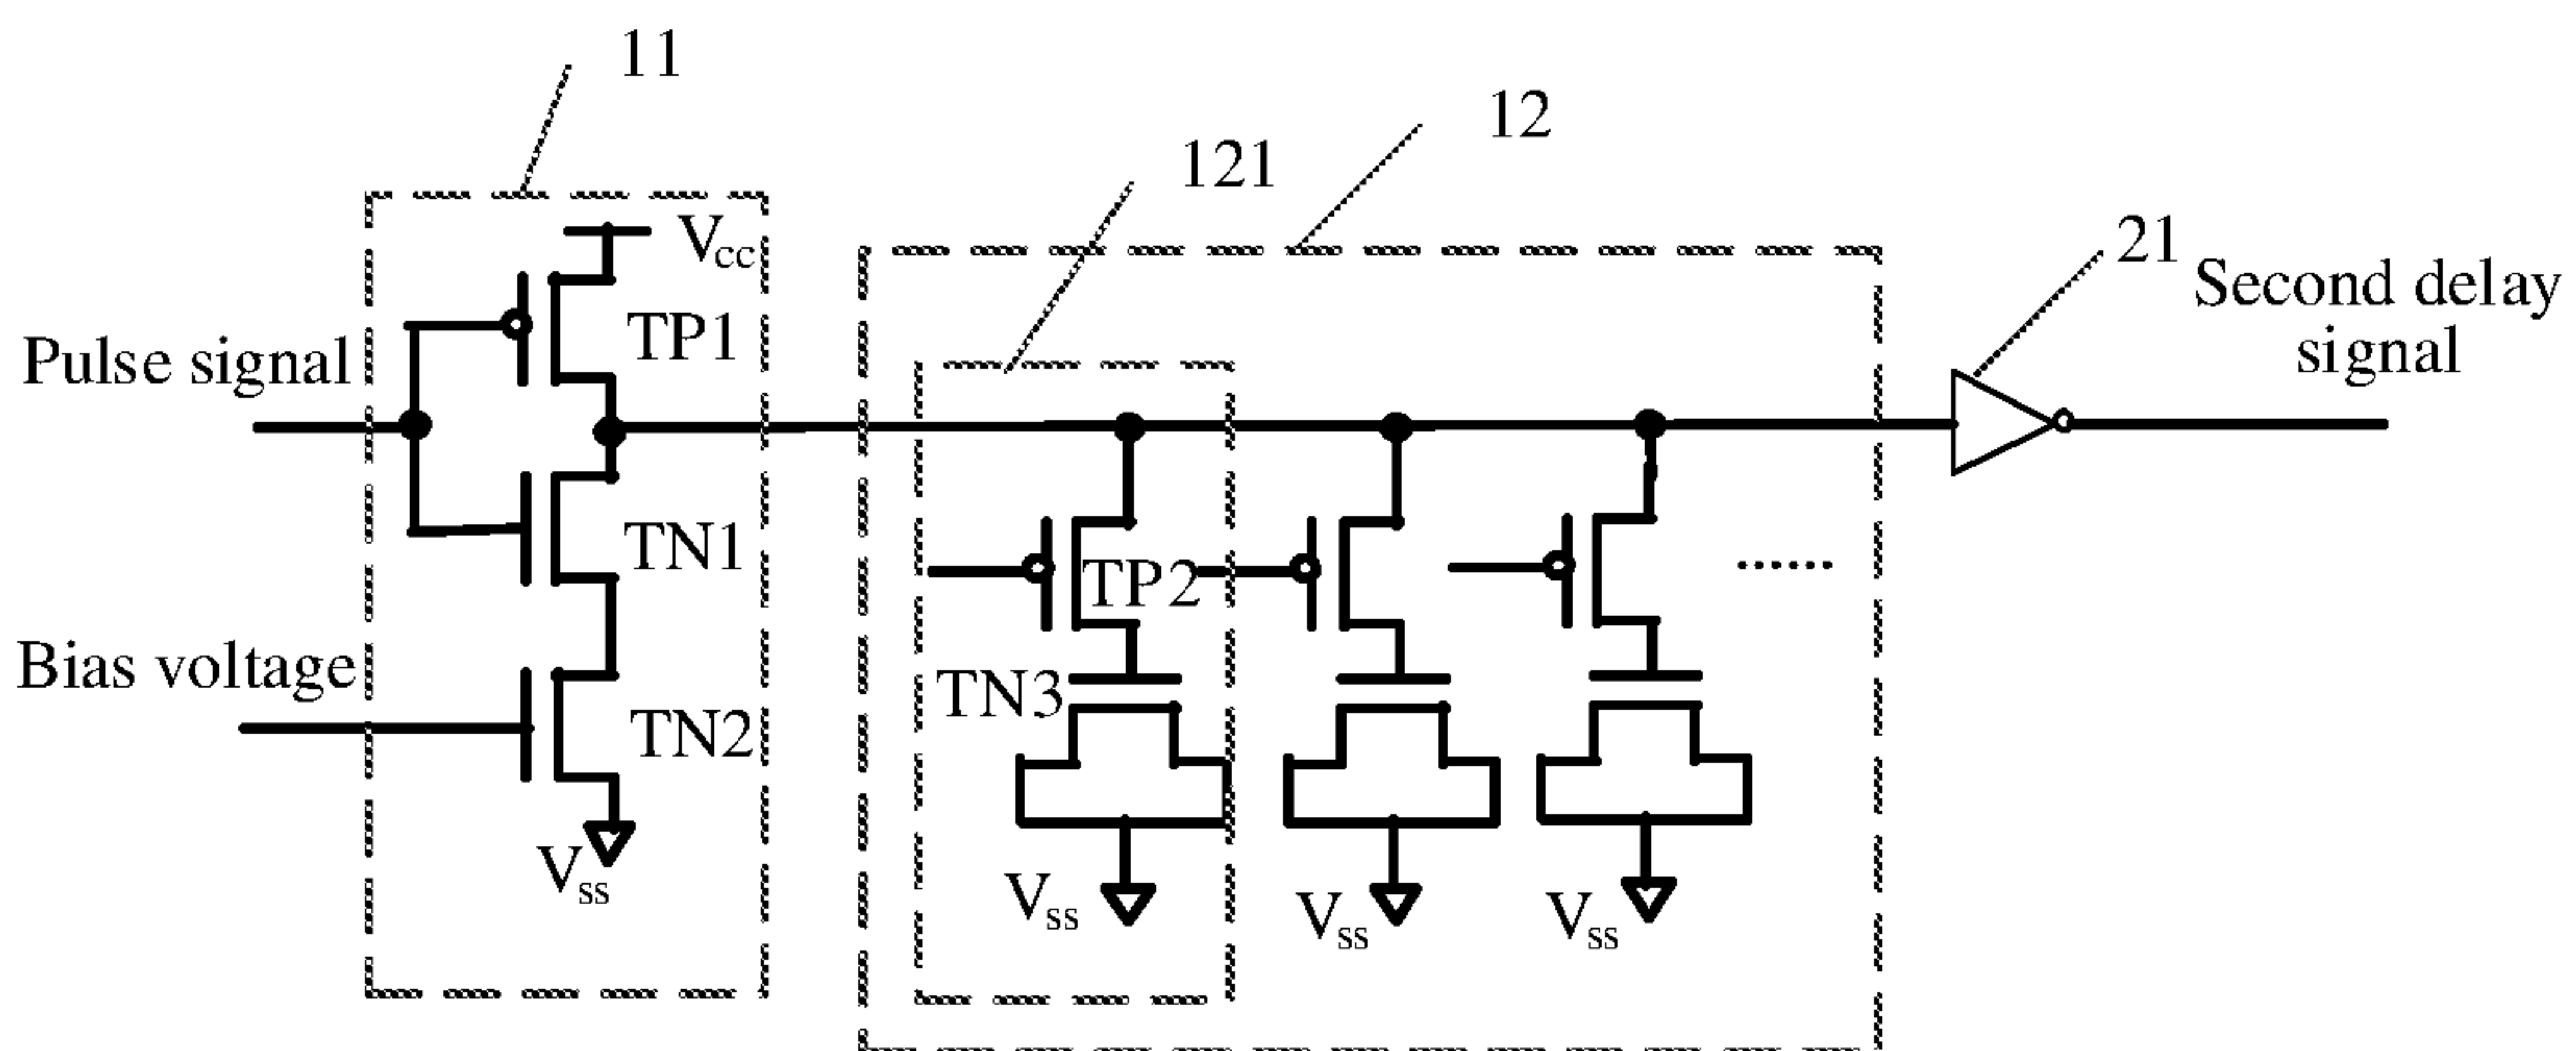 11
12
121
21
Second delay
signal
Vcc
TP1
Pulse signal
TN1
TP2
......
Bias voltage
TN3
TN2
Vss
Vss
Vss
Vss